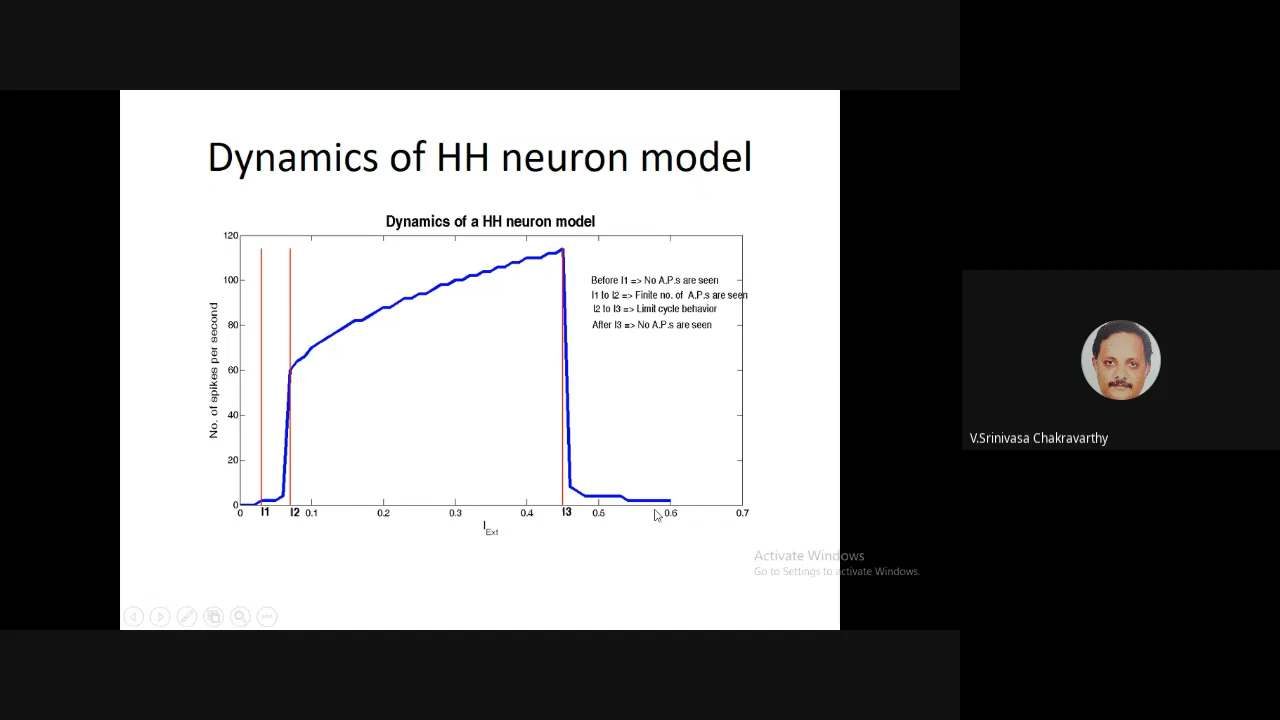 Dynamics of HH neuron model
Dynamics of a HH neuron model
120
100
80
60
40
20
0
No. of spikes per second
Before I1 => No A.P.s are seen
I1 to I2 => Finite no. of A.P.s are seen
I2 to I3 => Limil cycle behavior
After I3 => No A.P.s are seen
0 I1 I2 0.1 0.2 0.3 0.4 I3 0.5 0.6 0.7
I Ext
V.Srinivasa Chakravarthy
Activate Windows
Go to Settings to activate Windows.